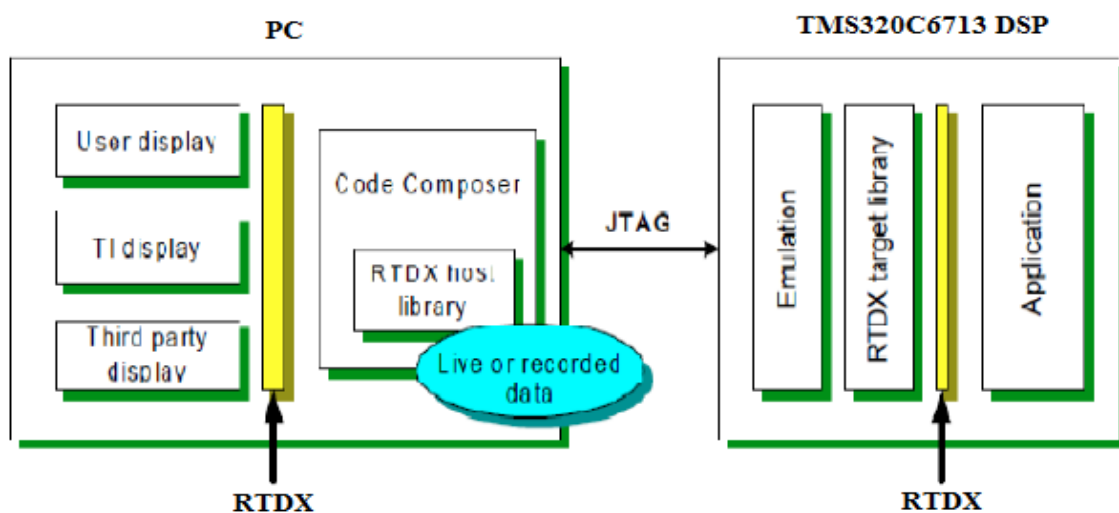 PC
TMS320C6713 DSP
User display
TI display
Third party
display
Code Composer
RTDX host
library
Live or recorded
data
JTAG
Emulation
RTDX target library
Application
RTDX
RTDX